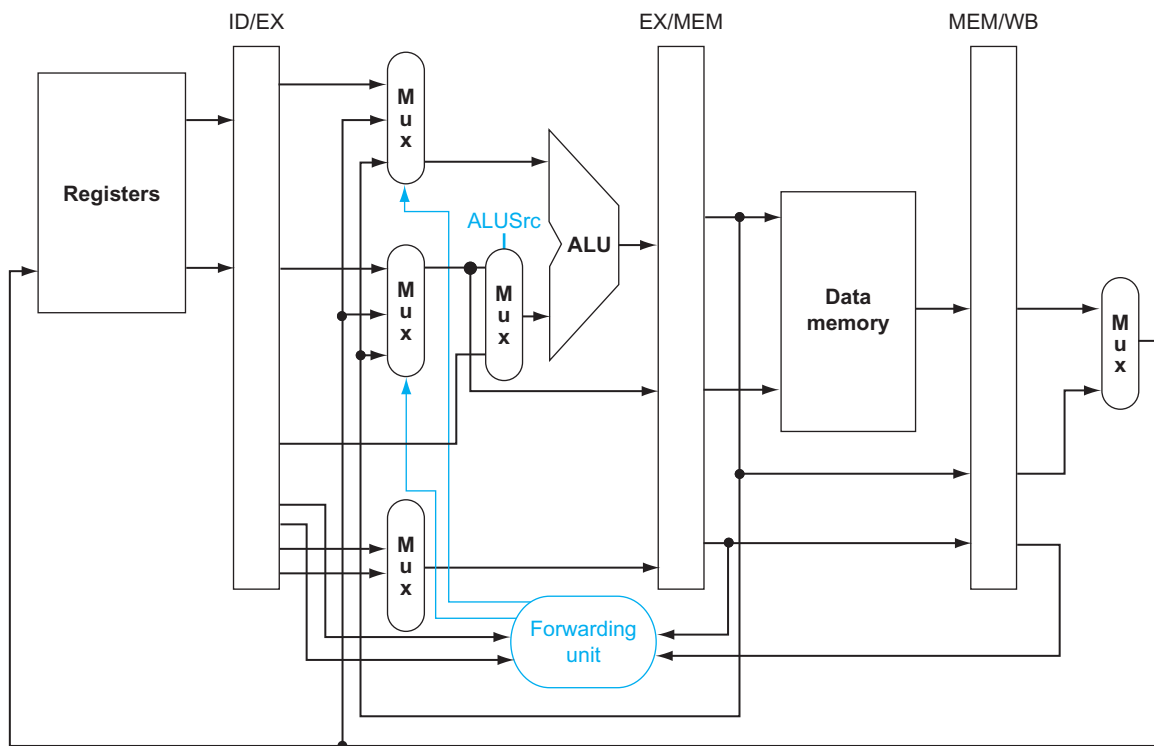 ID/EX
EX/MEM
MEM/WB
M
u
x
Registers
ALUSrc
ALU
M
u
x
M
u
x
Data
memory
M
u
x
M
u
x
Forwarding
unit